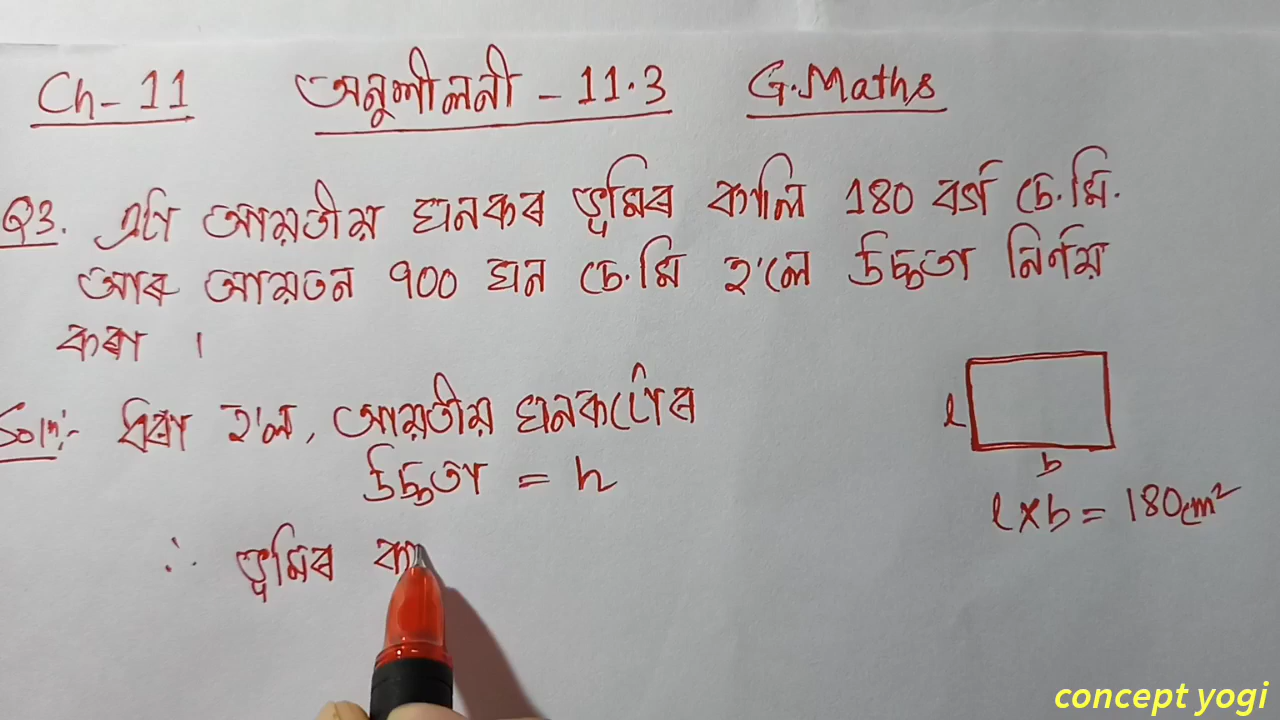 Ch- 11 অনুশীলনী - 11.3 G.Maths
Q3. এটা আয়তীয় ঘনকৰ ভূমিৰ কালি 180 বৰ্গ চে.মি.
আৰু আয়তন 900 ঘন চে.মি হ'লে উচ্চতা নিৰ্ণয়
কৰা ।
Soln:- ধৰা হ'ল, আয়তীয় ঘনকটোৰ
উচ্চতা = h
∴ ভূমিৰ কা
l
b
l×b = 180cm²
concept yogi